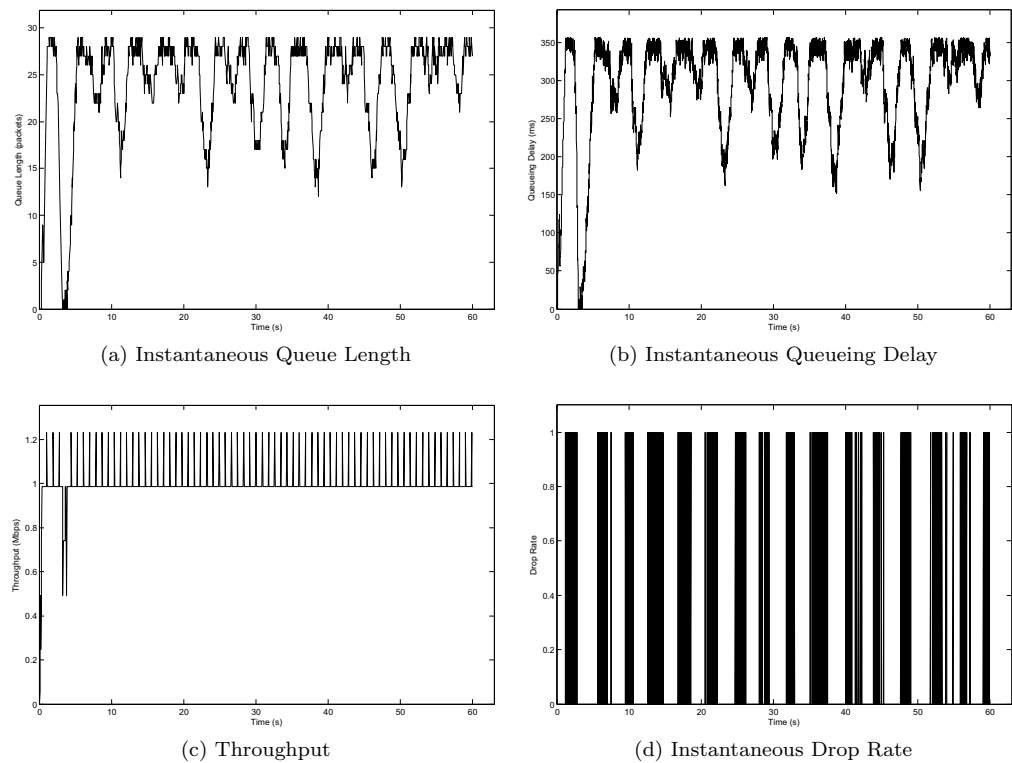 30
25
20
15
10
5
0
Queue Length (packets)
0 10 20 30 40 50 60
Time (s)
(a) Instantaneous Queue Length
350
300
250
200
150
100
50
0
Queueing Delay (ms)
0 10 20 30 40 50 60
Time (s)
(b) Instantaneous Queueing Delay
1.2
1
0.8
0.6
0.4
0.2
0
Throughput (Mbps)
0 10 20 30 40 50 60
Time (s)
(c) Throughput
1
0.8
0.6
0.4
0.2
0
Drop Rate
0 10 20 30 40 50 60
Time (s)
(d) Instantaneous Drop Rate